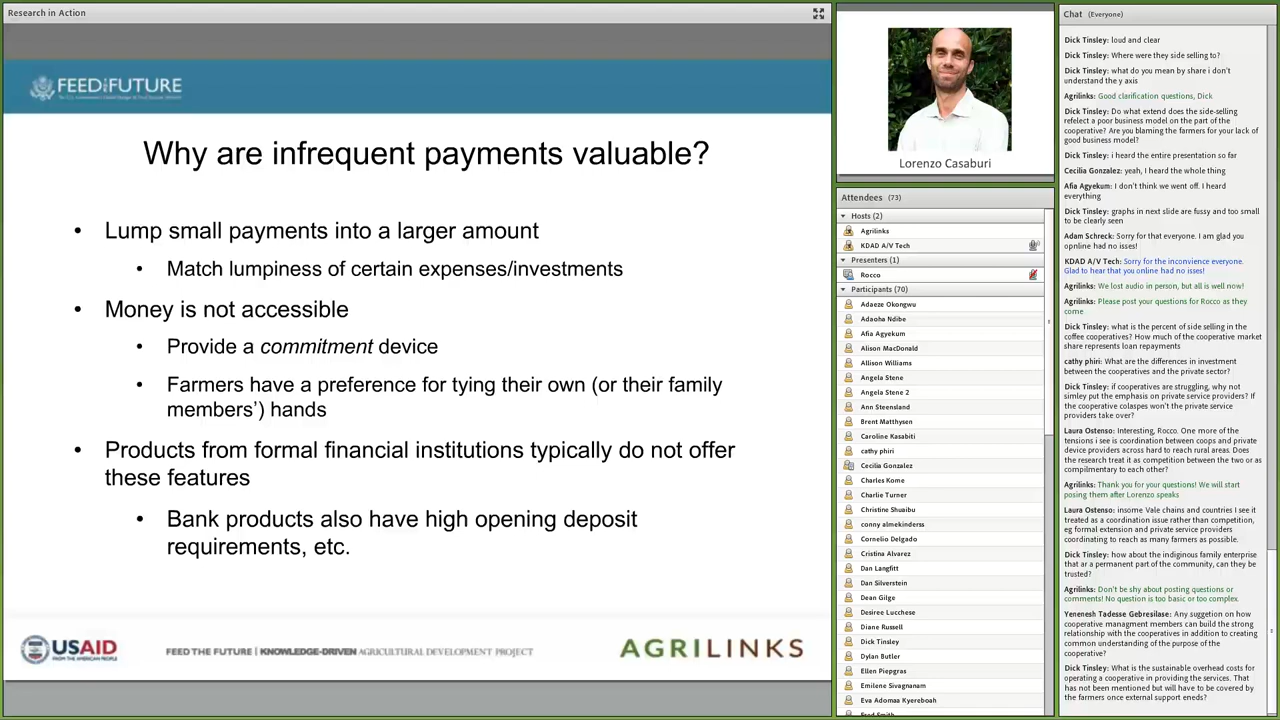 Research in Action
FEED THE FUTURE
Why are infrequent payments valuable?
• Lump small payments into a larger amount
• Match lumpiness of certain expenses/investments
• Money is not accessible
• Provide a commitment device
• Farmers have a preference for tying their own (or their family
members’) hands
• Products from formal financial institutions typically do not offer
these features
• Bank products also have high opening deposit
requirements, etc.
USAID
FROM THE AMERICAN PEOPLE
FEED THE FUTURE | KNOWLEDGE-DRIVEN AGRICULTURAL DEVELOPMENT PROJECT
AGRILINKS
Lorenzo Casaburi
Attendees (73)
Hosts (2)
Agrilinks
KDAD A/V Tech
Presenters (1)
Rocco
Participants (70)
Adaeze Okongwu
Adaoha Ndibe
Afia Agyekum
Alison MacDonald
Allison Williams
Angela Stene
Angela Stene 2
Ann Steensland
Brent Matthysen
Caroline Kasabiti
cathy phiri
Cecilia Gonzalez
Charles Kome
Charlie Turner
Christine Shuaibu
conny almekinderss
Cornelio Delgado
Cristina Alvarez
Dan Langfitt
Dan Silverstein
Dean Gilge
Desiree Lucchese
Diane Russell
Dick Tinsley
Dylan Butler
Ellen Piepgras
Emilene Sivagnanam
Eva Adomaa Kyereboah
Fred Smith
Chat (Everyone)
Dick Tinsley: loud and clear
Dick Tinsley: Where were they side selling to?
Dick Tinsley: what do you mean by share i don't
understand the y axis
Agrilinks: Good clarification questions, Dick
Dick Tinsley: Do what extend does the side-selling
refelect a poor business model on the part of the
cooperative? Are you blaming the farmers for your lack of
good business model?
Dick Tinsley: i heard the entire presentation so far
Cecilia Gonzalez: yeah, I heard the whole thing
Afia Agyekum: I don't think we went off. I heard
everything
Dick Tinsley: graphs in next slide are fussy and too small
to be clearly seen
Adam Schreck: Sorry for that everyone. I am glad you
opnline had no isses!
KDAD A/V Tech: Sorry for the inconvience everyone.
Glad to hear that you online had no isses!
Agrilinks: We lost audio in person, but all is well now!
Agrilinks: Please post your questions for Rocco as they
come
Dick Tinsley: what is the percent of side selling in the
coffee cooperatives? How much of the cooperative market
share represents loan repayments
cathy phiri: What are the differences in investment
between the cooperatives and the private sector?
Dick Tinsley: if cooperatives are struggling, why not
simley put the emphasis on private service providers? If
the cooperative colaspes won't the private service
providers take over?
Laura Ostenso: Interesting, Rocco. One more of the
tensions i see is coordination between coops and private
device providers across hard to reach rural areas. Does
the research treat it as competition between the two or as
compilmentary to each other?
Agrilinks: Thank you for your questions! We will start
posing them after Lorenzo speaks
Laura Ostenso: insome Vale chains and countries I see it
treated as a coordination issue rather than competition,
eg formal extension and private service providers
coordinating to reach as many farmers as possible.
Dick Tinsley: how about the indiginous family enterprise
that ar a permanent part of the community, can they be
trusted?
Agrilinks: Don't be shy about posting questions or
comments! No question is too basic or too complex.
Yenenesh Tadesse Gebresilase: Any suggetion on how
cooperative managment members can build the strong
relationship with the cooperatives in addition to creating
common understanding of the purpose of the
cooperative?
Dick Tinsley: What is the sustainable overhead costs for
operating a cooperative in providing the services. That
has not been mentioned but will have to be covered by
the farmers once external support eneds?